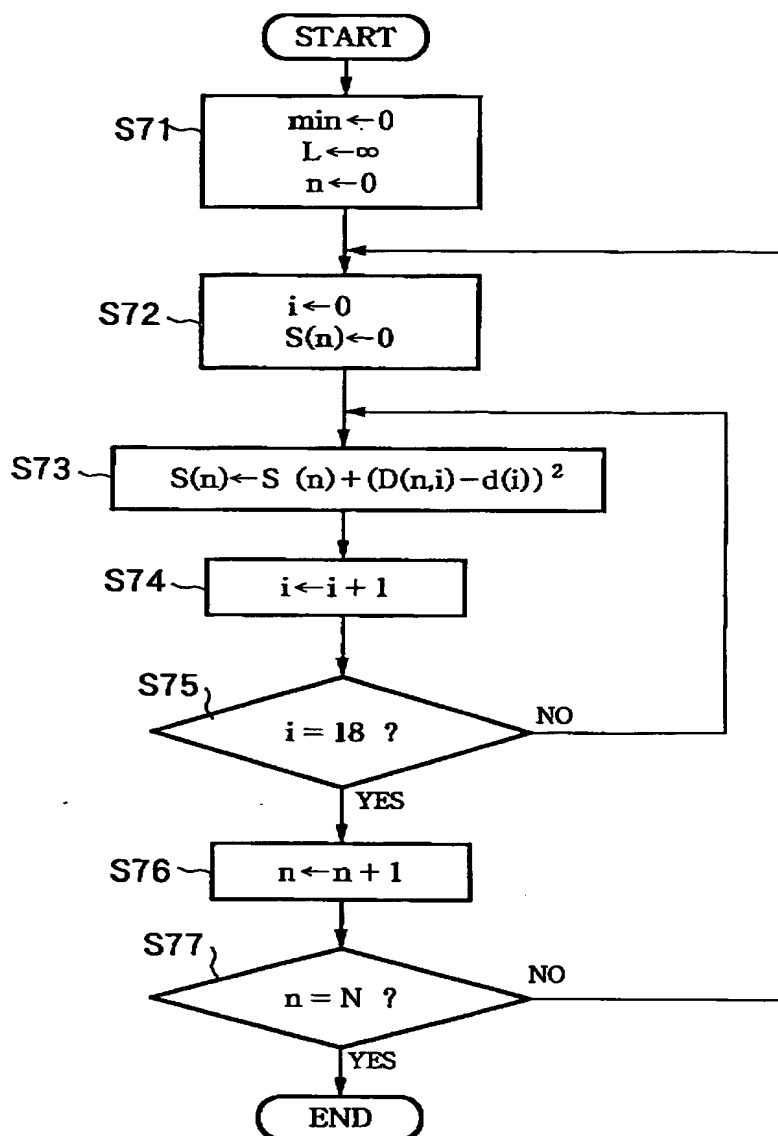 START
S71
min←0
L←∞
n←0
S72
i←0
S(n)←0
S73
S(n)←S (n)+(D(n,i)−d(i))²
S74
i←i+1
S75
i=18 ?
NO
YES
S76
n←n+1
S77
n=N ?
NO
YES
END